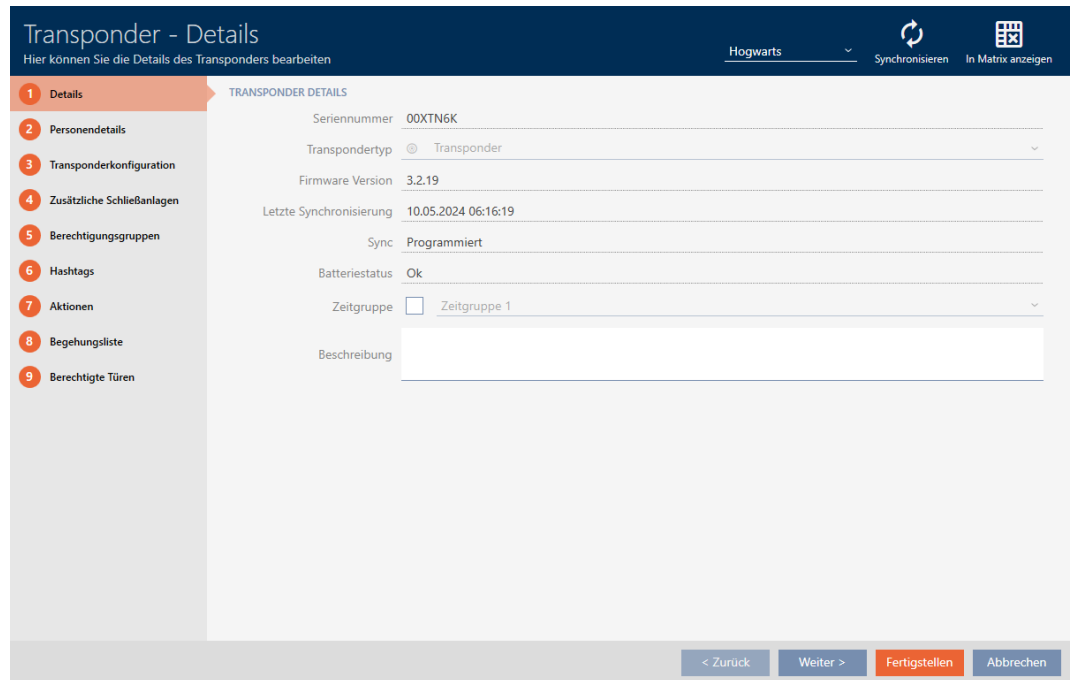 Transponder - Details
Hier können Sie die Details des Transponders bearbeiten
Hogwarts
Synchronisieren
In Matrix anzeigen
1 Details
2 Personendetails
3 Transponderkonfiguration
4 Zusätzliche Schließanlagen
5 Berechtigungsgruppen
6 Hashtags
7 Aktionen
8 Begehungsliste
9 Berechtigte Türen
TRANSPONDER DETAILS
Seriennummer 00XTN6K
Transpondertyp Transponder
Firmware Version 3.2.19
Letzte Synchronisierung 10.05.2024 06:16:19
Sync Programmiert
Batteriestatus Ok
Zeitgruppe Zeitgruppe 1
Beschreibung
< Zurück Weiter > Fertigstellen Abbrechen